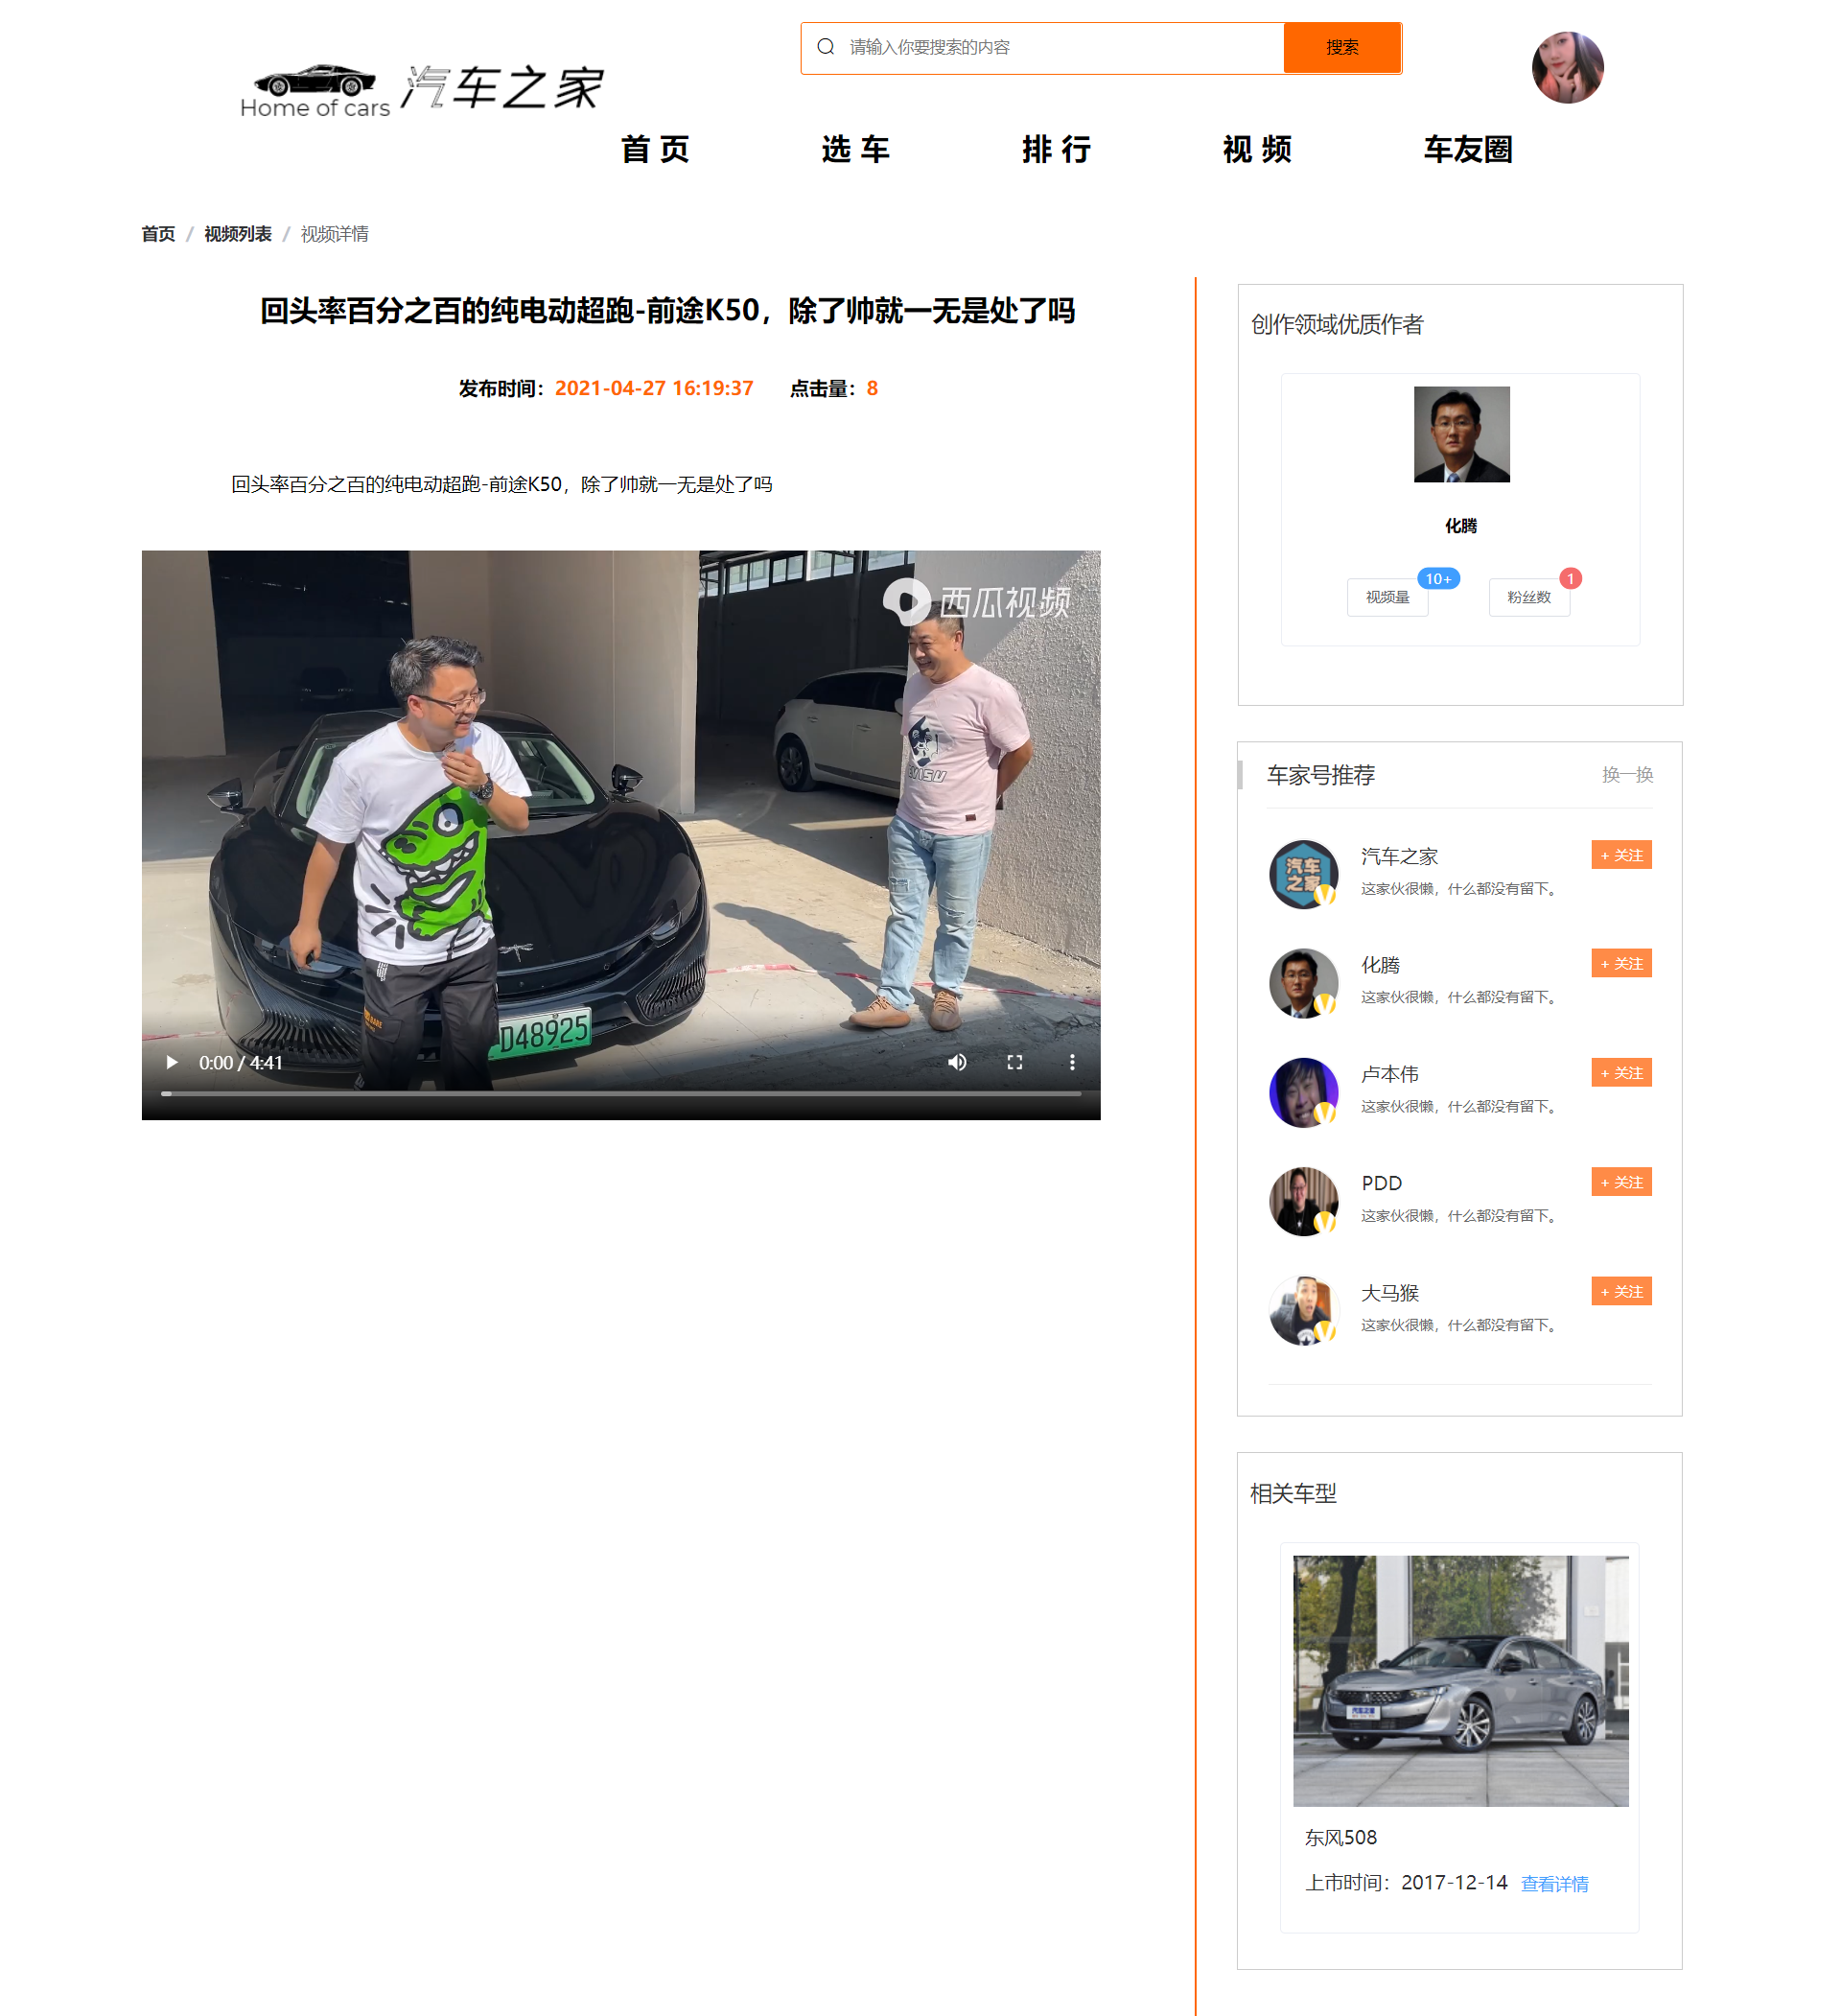 请输入你要搜索的内容
搜索
Home of cars 汽车之家
首 页
选 车
排 行
视 频
车友圈
首页 / 视频列表 / 视频详情
回头率百分之百的纯电动超跑-前途K50，除了帅就一无是处了吗
发布时间：2021-04-27 16:19:37 点击量：8
回头率百分之百的纯电动超跑-前途K50，除了帅就一无是处了吗
西瓜视频
D48925
0:00 / 4:41
创作领域优质作者
化腾
视频量 10+
粉丝数 1
车家号推荐
换一换
汽车之家
汽车之家
+ 关注
这家伙很懒，什么都没有留下。
化腾
+ 关注
这家伙很懒，什么都没有留下。
卢本伟
+ 关注
这家伙很懒，什么都没有留下。
PDD
+ 关注
这家伙很懒，什么都没有留下。
大马猴
+ 关注
这家伙很懒，什么都没有留下。
相关车型
汽车之家
东风508
上市时间：2017-12-14 查看详情